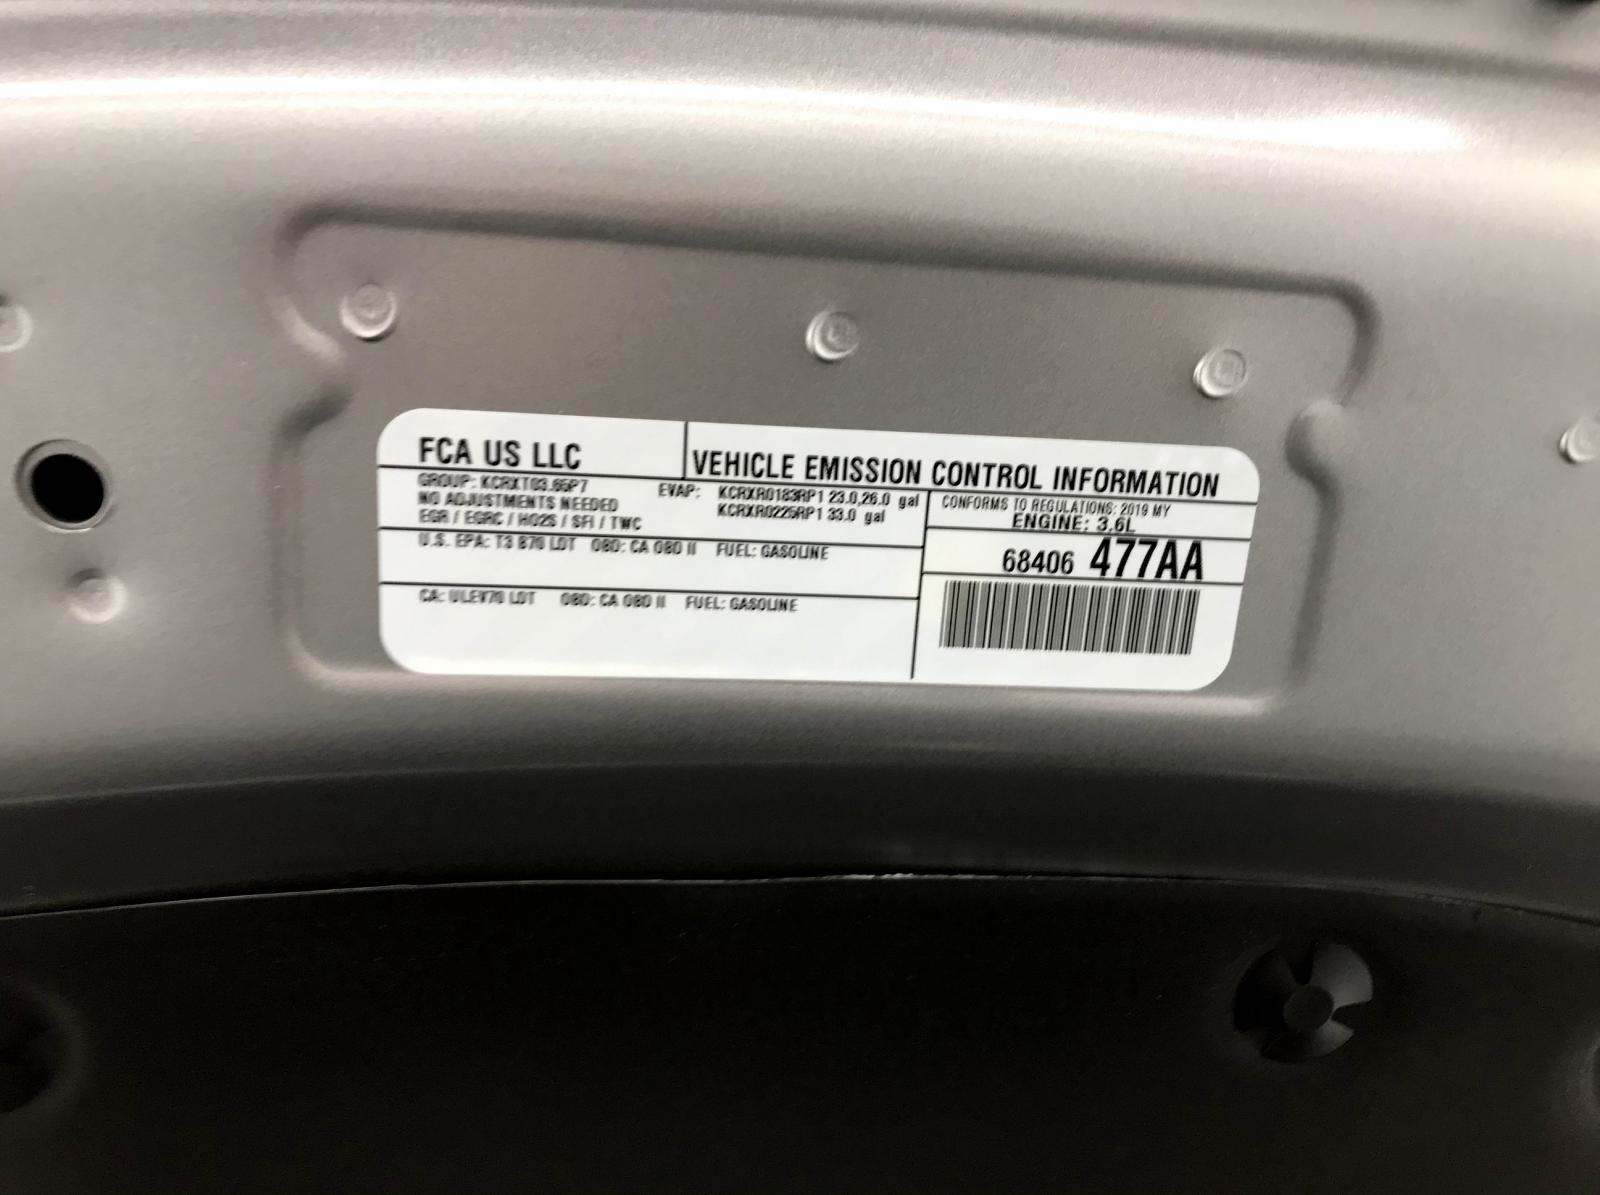 FCA US LLC
VEHICLE EMISSION CONTROL INFORMATION
GROUP: KCRXT03.65P7
NO ADJUSTMENTS NEEDED
EGR / EGRC / HO2S / SFI / TWC
EVAP: KCRXR0183RP1 23.0,26.0 gal
KCRXR0225RP1 33.0 gal
CONFORMS TO REGULATIONS: 2019 MY
ENGINE: 3.6L
U.S. EPA: T3 B70 LDT OBD: CA OBD II FUEL: GASOLINE
68406 477AA
CA: ULEV70 LDT OBD: CA OBD II FUEL: GASOLINE